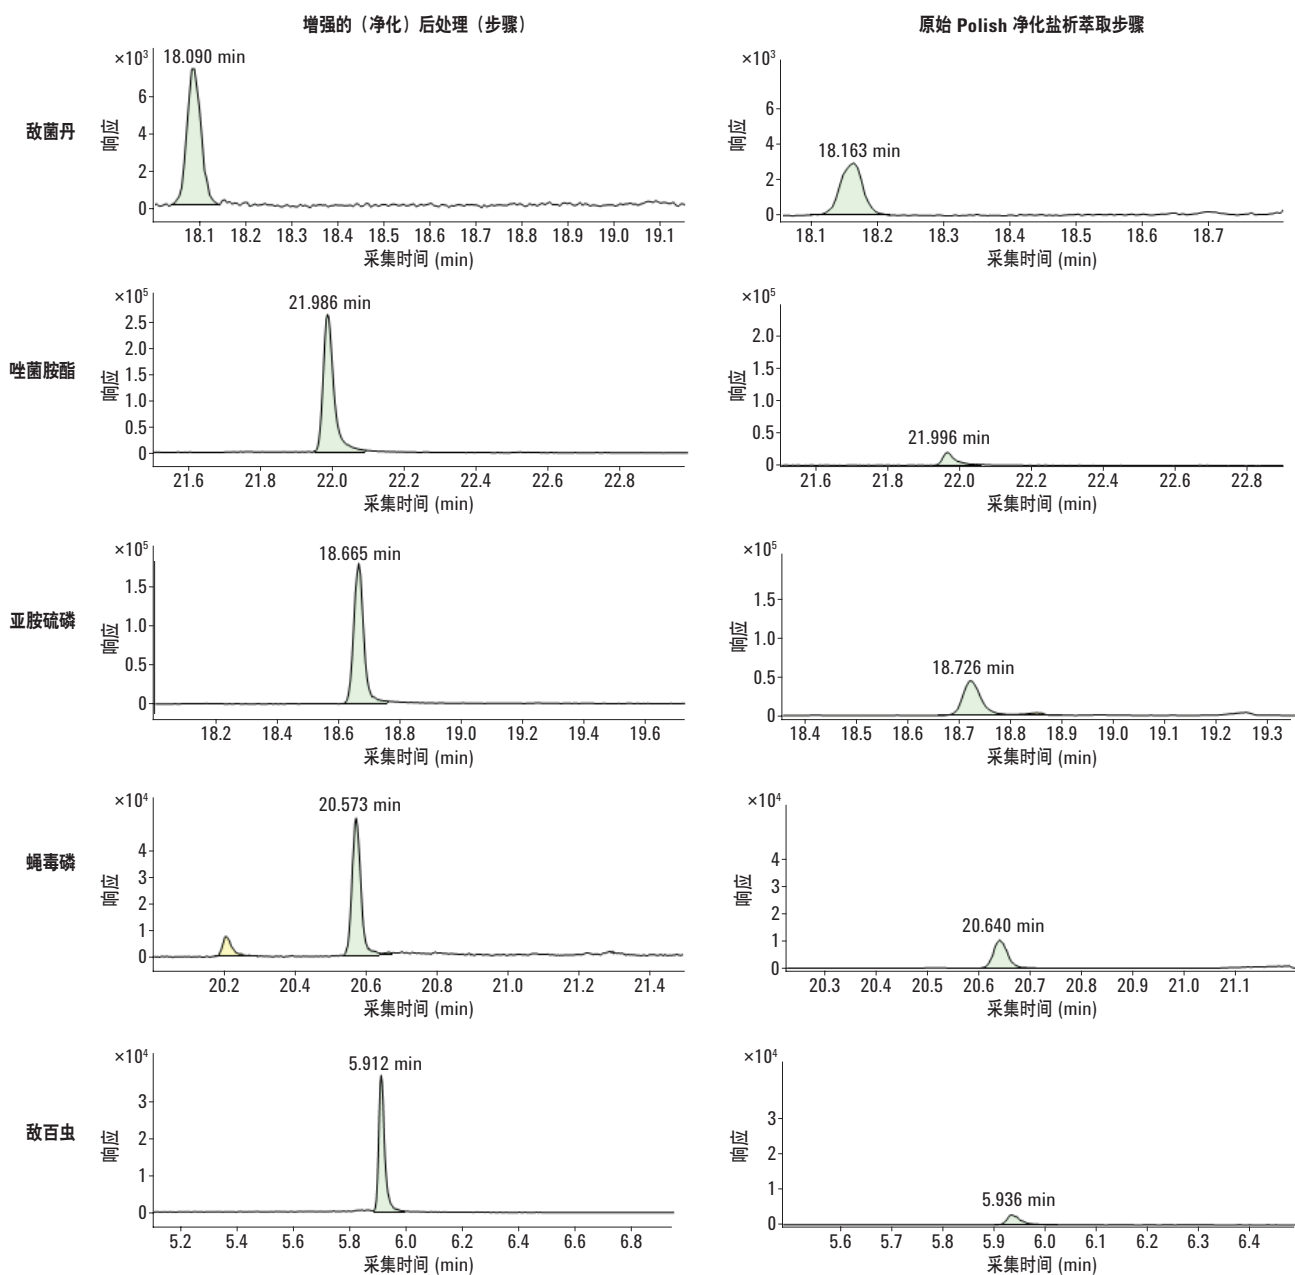 增强的（净化）后处理（步骤）
原始 Polish 净化盐析萃取步骤
敌菌丹
×10³
18.090 min
响应
6
4
2
0
18.1 18.2 18.3 18.4 18.5 18.6 18.7 18.8 18.9 19.0 19.1
采集时间 (min)
×10³
18.163 min
响应
6
4
2
0
18.1 18.2 18.3 18.4 18.5 18.6 18.7
采集时间 (min)
唑菌胺酯
×10⁵
21.986 min
响应
2.5
2.0
1.5
1.0
0.5
0
21.6 21.8 22.0 22.2 22.4 22.6 22.8
采集时间 (min)
×10⁵
21.996 min
响应
2.0
1.5
1.0
0.5
0
21.6 21.8 22.0 22.2 22.4 22.6 22.8
采集时间 (min)
亚胺硫磷
×10⁵
18.665 min
响应
1.5
1.0
0.5
0
18.2 18.4 18.6 18.8 19.0 19.2 19.4 19.6
采集时间 (min)
×10⁵
18.726 min
响应
1.5
1.0
0.5
0
18.4 18.5 18.6 18.7 18.8 18.9 19.0 19.1 19.2 19.3
采集时间 (min)
蝇毒磷
×10⁴
20.573 min
响应
4
3
2
1
0
20.2 20.4 20.6 20.8 21.0 21.2 21.4
采集时间 (min)
×10⁴
20.640 min
响应
4
3
2
1
0
20.3 20.4 20.5 20.6 20.7 20.8 20.9 21.0 21.1
采集时间 (min)
敌百虫
×10⁴
5.912 min
响应
3
2
1
0
5.2 5.4 5.6 5.8 6.0 6.2 6.4 6.6 6.8
采集时间 (min)
×10⁴
5.936 min
响应
3
2
1
0
5.6 5.7 5.8 5.9 6.0 6.1 6.2 6.3 6.4
采集时间 (min)